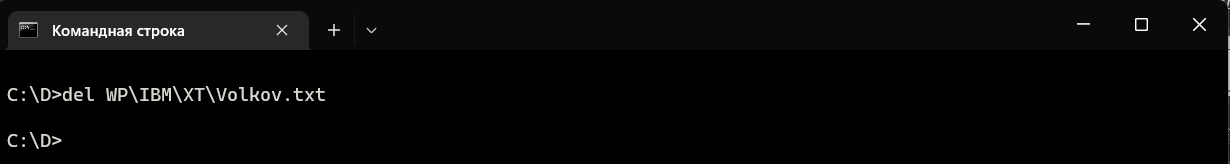 Командная строка
C:\D>del WP\IBM\XT\Volkov.txt
C:\D>